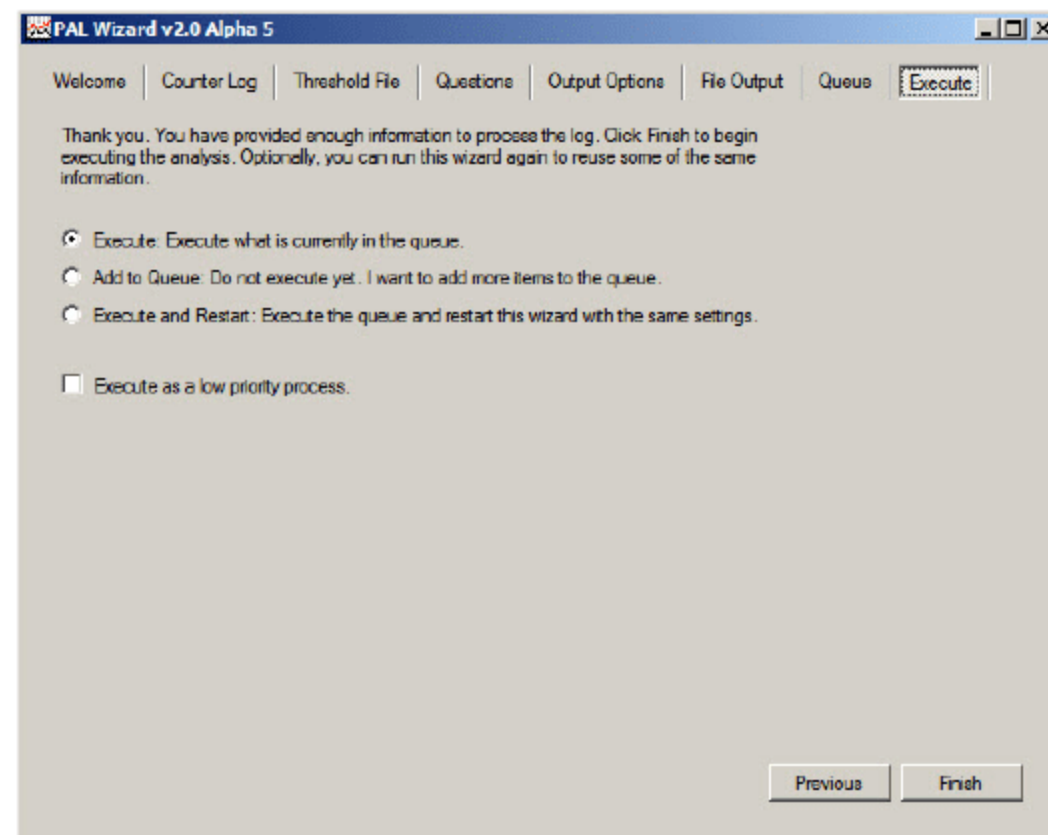 PAL Wizard v2.0 Alpha 5
Welcome Counter Log Threshold File Questions Output Options File Output Queue Execute
Thank you. You have provided enough information to process the log. Click Finish to begin
executing the analysis. Optionally, you can run this wizard again to reuse some of the same
information.
Execute: Execute what is currently in the queue.
Add to Queue: Do not execute yet. I want to add more items to the queue.
Execute and Restart: Execute the queue and restart this wizard with the same settings.
Execute as a low priority process.
Previous Finish